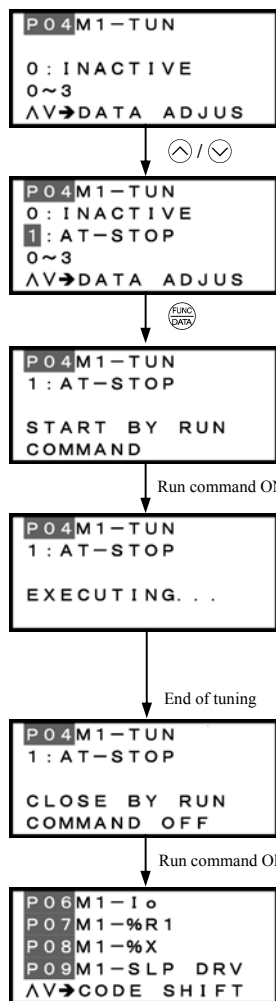 P04M1-TUN
0:INACTIVE
0~3
∧∨➔DATA ADJUS
/
P04M1-TUN
0:INACTIVE
1:AT-STOP
0~3
∧∨➔DATA ADJUS
FUNC
DATA
P04M1-TUN
1:AT-STOP
START BY RUN
COMMAND
Run command ON
P04M1-TUN
1:AT-STOP
EXECUTING...
End of tuning
P04M1-TUN
1:AT-STOP
CLOSE BY RUN
COMMAND OFF
Run command
P06M1-Io
P07M1-%R1
P08M1-%X
P09M1-SLP DRV
∧∨➔CODE SHIFT